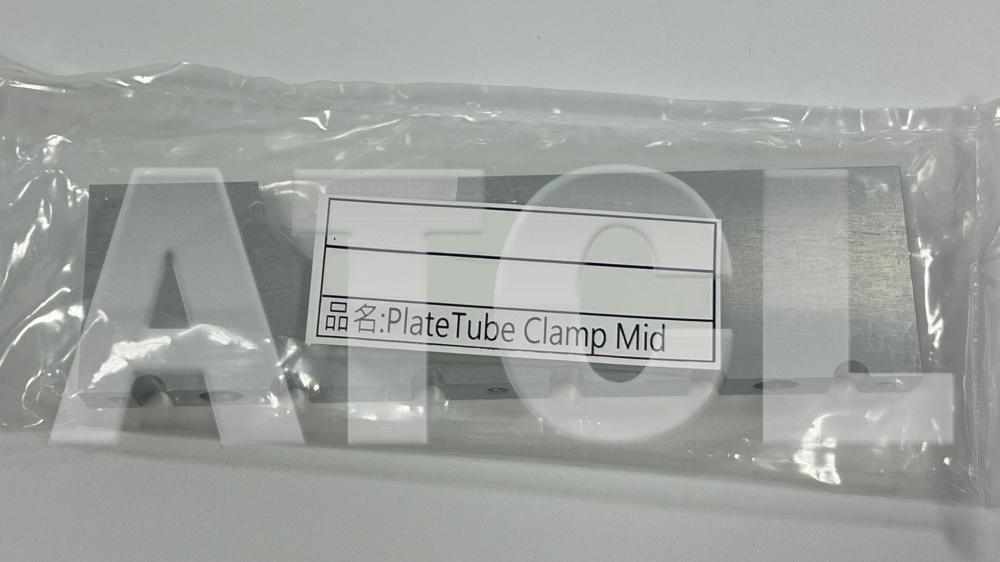 ATCL
品名:PlateTube Clamp Mid